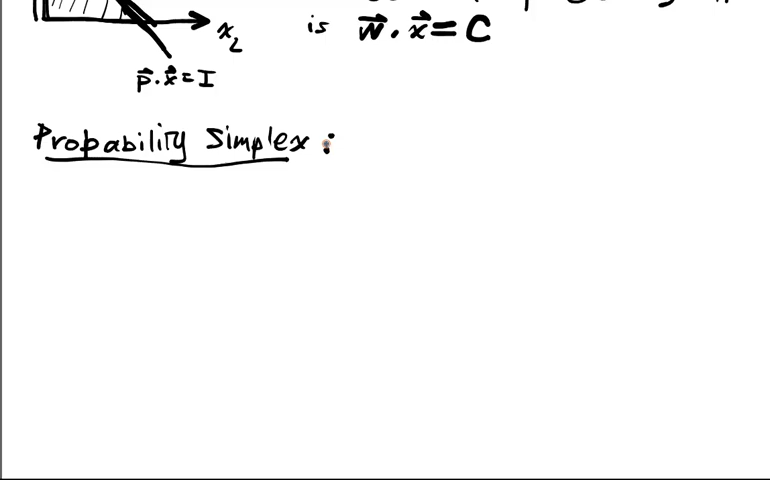 x₂
is w⃗ · x⃗ = C
p⃗ · x⃗ = I
Probability Simplex :